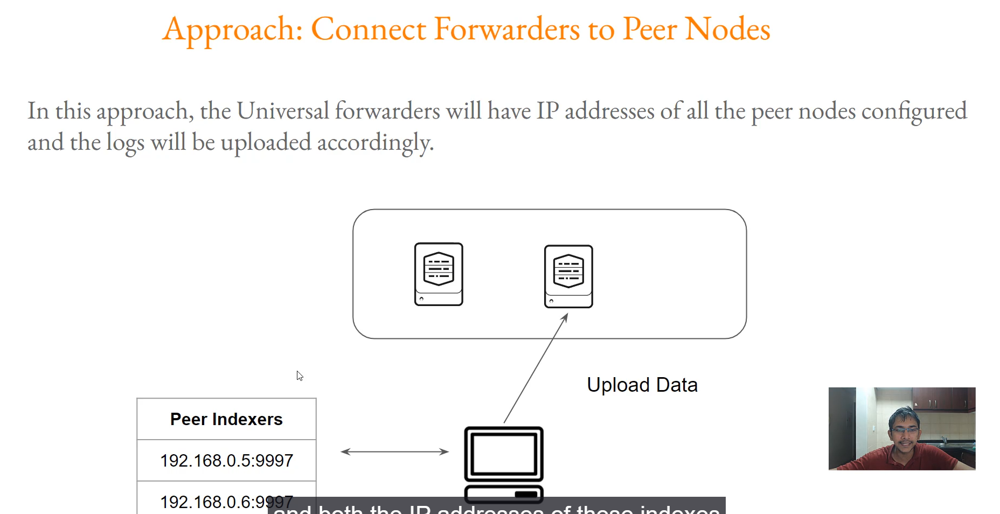 Approach: Connect Forwarders to Peer Nodes
In this approach, the Universal forwarders will have IP addresses of all the peer nodes configured
and the logs will be uploaded accordingly.
Upload Data
Peer Indexers
192.168.0.5:9997
192.168.0.6:9997
and both the IP addresses of these indexes